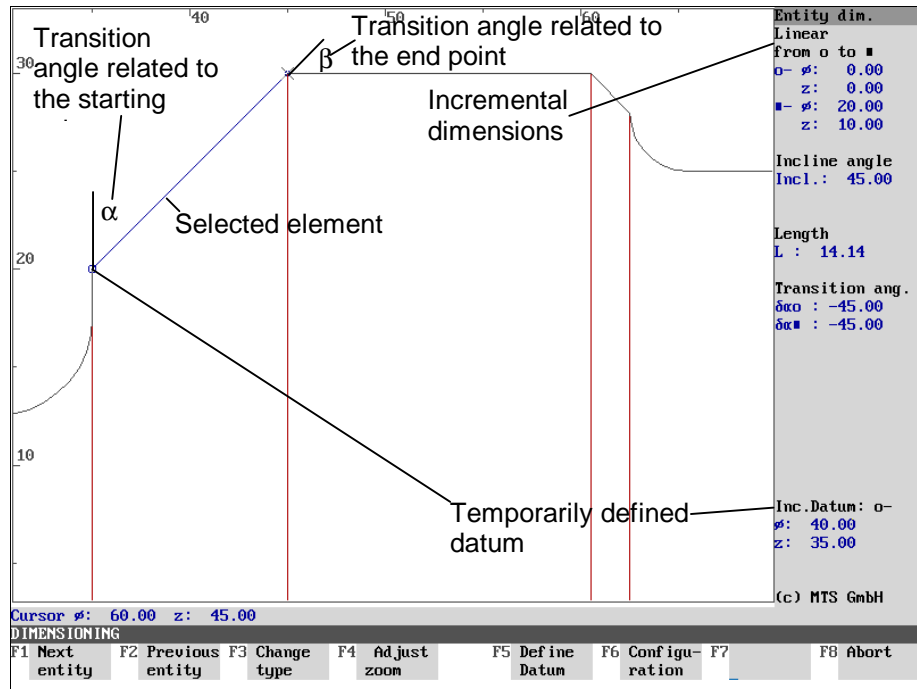 40
50
60
30
20
10
Transition
angle related to
the starting
Transition angle related to
the end point
β
α
Selected element
Incremental
dimensions
Temporarily defined
datum
Entity dim.
Linear
from o to ■
o- ø: 0.00
z: 0.00
■- ø: 20.00
z: 10.00
Incline angle
Incl.: 45.00
Length
L : 14.14
Transition ang.
δαo : -45.00
δα■ : -45.00
Inc.Datum: o-
ø: 40.00
z: 35.00
(c) MTS GmbH
Cursor ø: 60.00 z: 45.00
DIMENSIONING
F1 Next entity F2 Previous entity F3 Change type F4 Adjust zoom F5 Define Datum F6 Configu-ration F7 _ F8 Abort